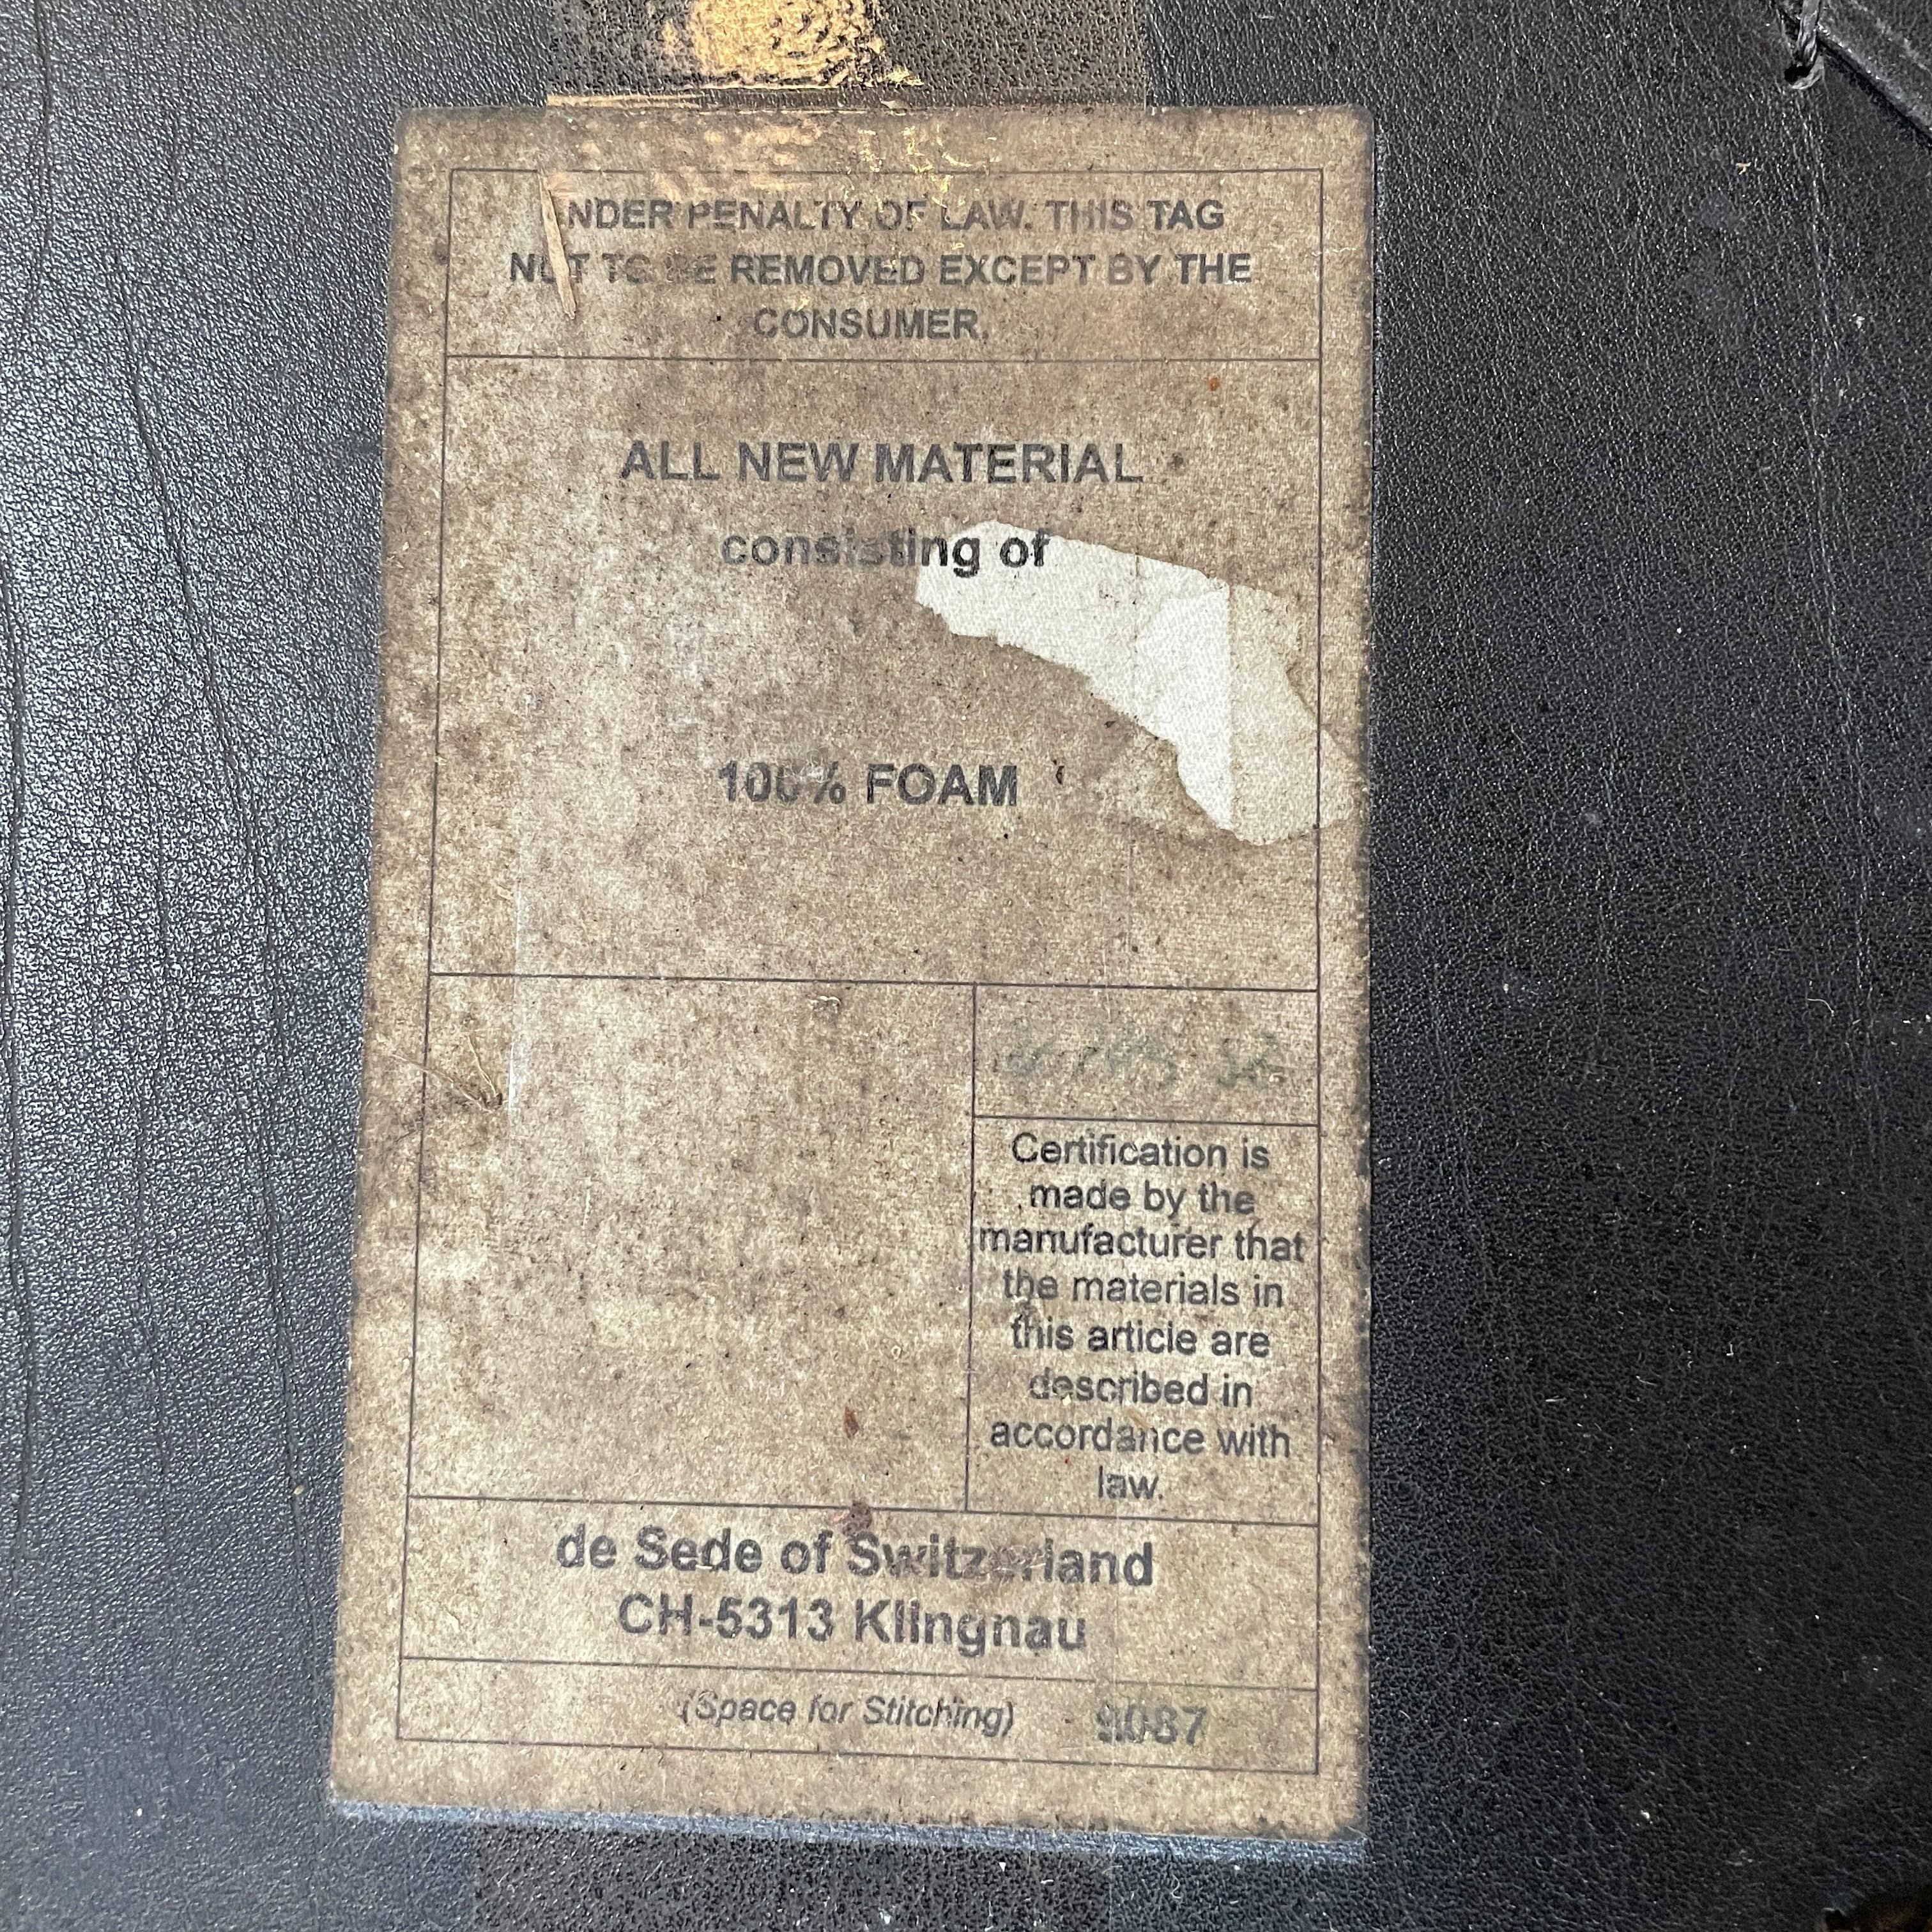 NDER PENALTY OF LAW. THIS TAG
NOT TO BE REMOVED EXCEPT BY THE
CONSUMER.
ALL NEW MATERIAL
consisting of
100% FOAM
Certification is
made by the
manufacturer that
the materials in
this article are
described in
accordance with
law.
de Sede of Switzerland
CH-5313 Klingnau
(Space for Stitching) 9087